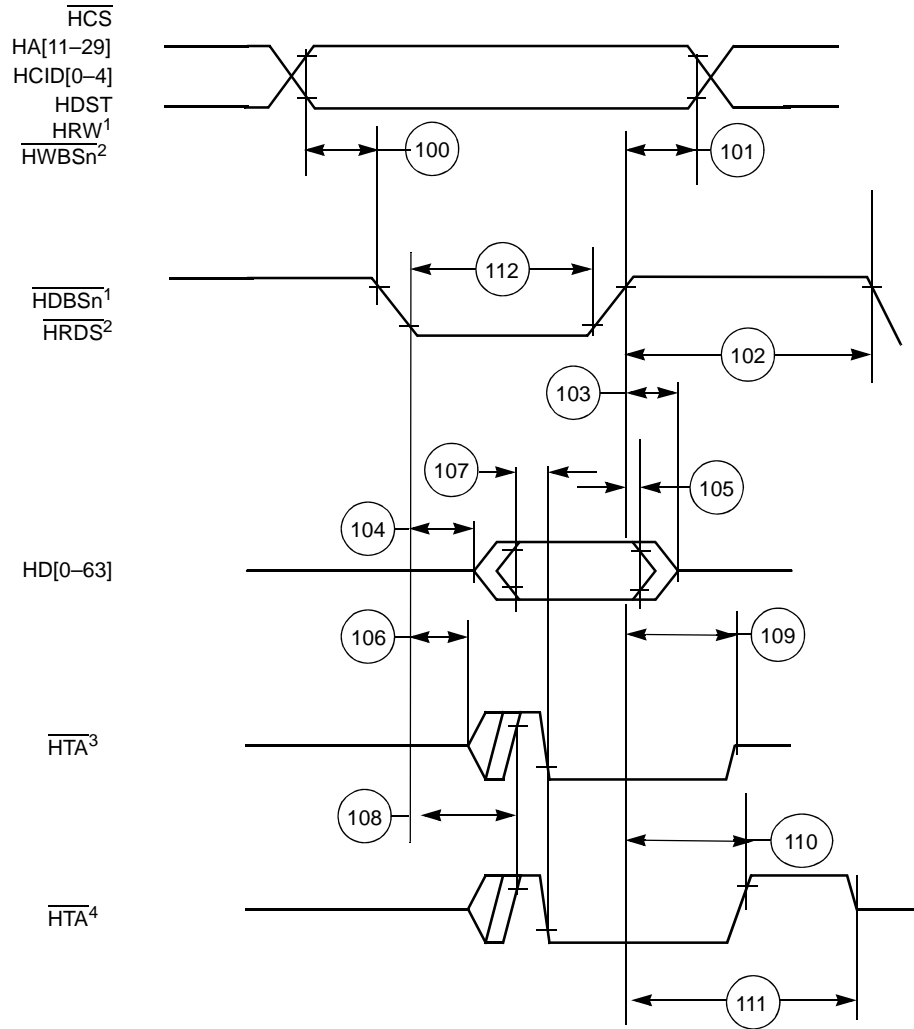 HCS
HA[11–29]
HCID[0–4]
HDST
HRW1
HWBSn2
100
101
112
HDBSn1
HRDS2
102
103
107
105
104
HD[0–63]
106
109
HTA3
108
110
HTA4
111